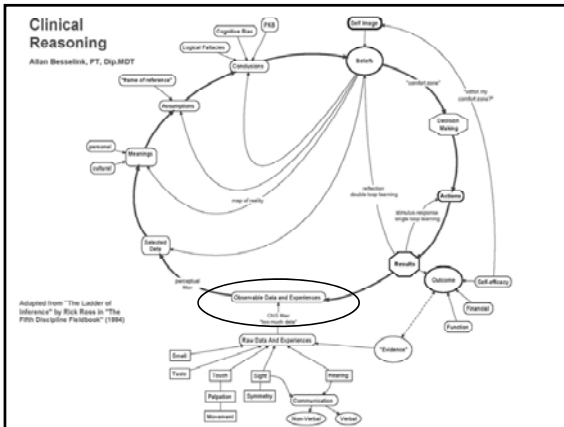 Clinical
Reasoning
Allan Besselink, PT, Dip.MDT
Cognitive Bias
PKB
Logical Fallacies
Conclusions
"frame of reference"
Assumptions
personal
cultural
Meanings
Selected
Data
perceptual
filter
map of reality
Self Image
Beliefs
"comfort zone"
"within my
comfort zone?"
Decision
Making
Actions
reflection
double loop learning
stimulus response
single loop learning
Results
Outcome
Self-efficacy
Financial
Function
"Evidence"
Observable Data and Experiences
filter
"too much data"
Raw Data And Experiences
Smell
Taste
Touch
Sight
Hearing
Palpation
Symmetry
Communication
Movement
Non-Verbal
Verbal
Adapted from "The Ladder of
Inference" by Rick Ross in "The
Fifth Discipline Fieldbook" (1994)